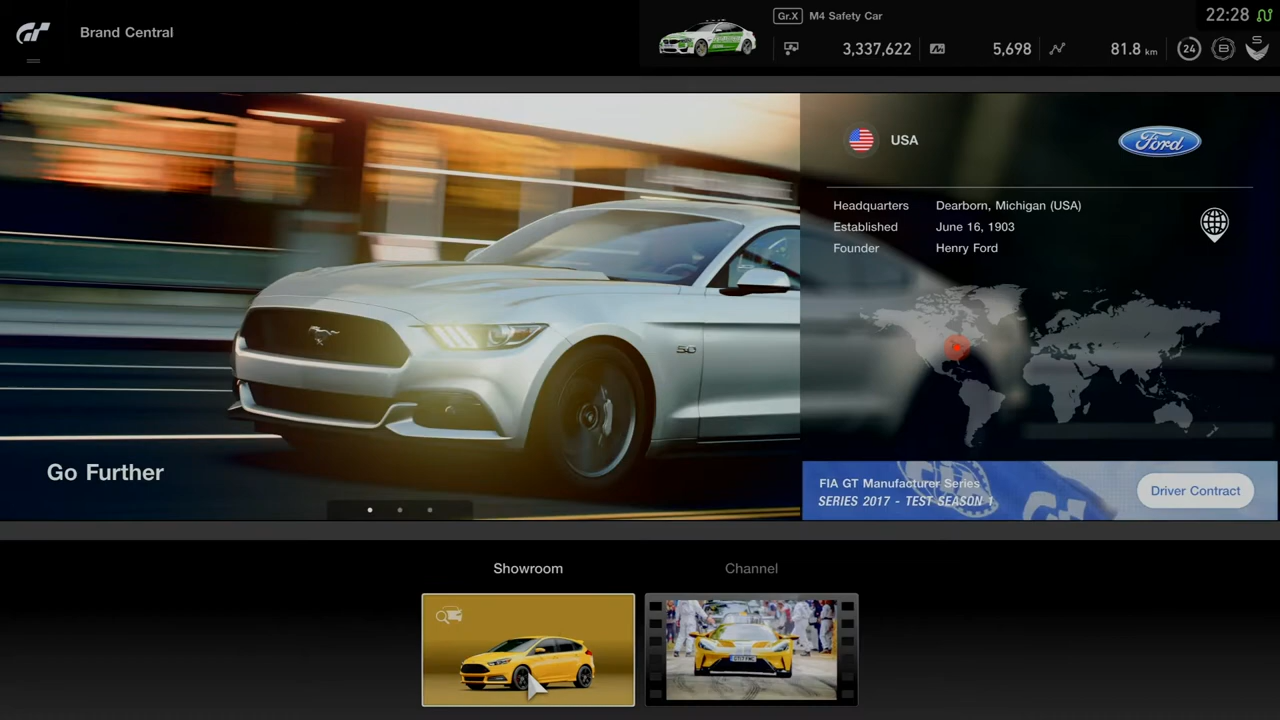 Brand Central
Gr.X M4 Safety Car
22:28
3,337,622
5,698
81.8 km
24
B
S
USA
Ford
Headquarters Dearborn, Michigan (USA)
Established June 16, 1903
Founder Henry Ford
5.0
Go Further
FIA GT Manufacturer Series
SERIES 2017 - TEST SEASON 1
Driver Contract
Showroom
Channel